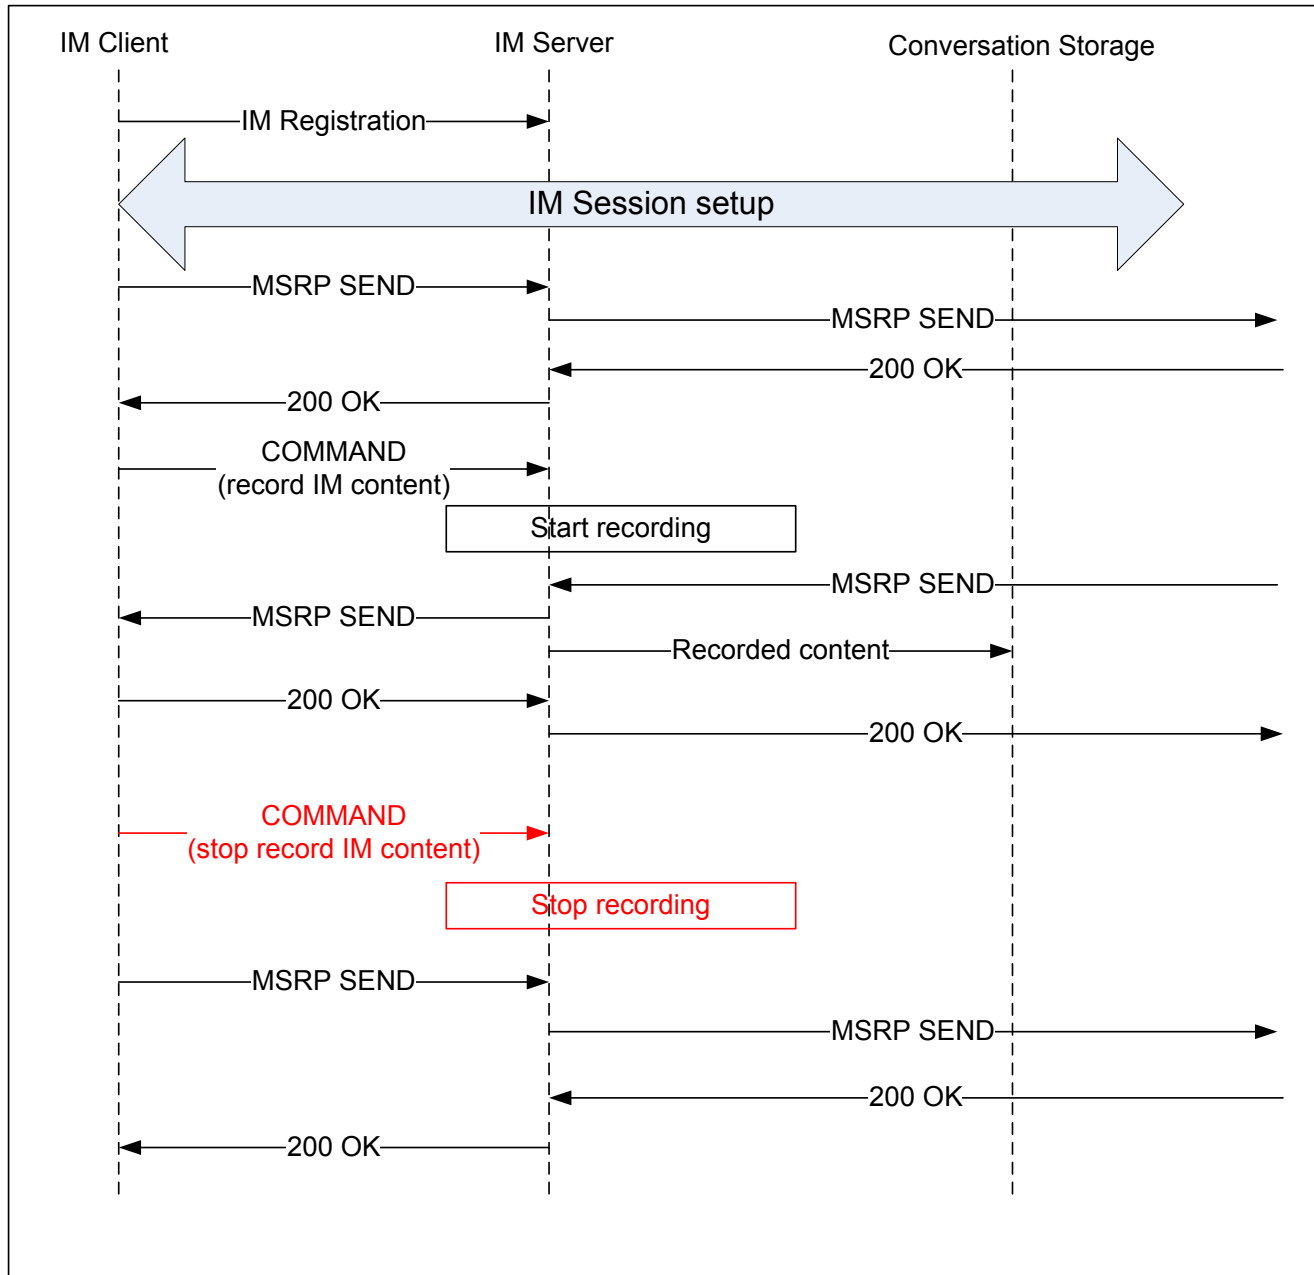 IM Client
IM Server
Conversation Storage
IM Registration
IM Session setup
MSRP SEND
MSRP SEND
200 OK
200 OK
COMMAND
(record IM content)
Start recording
MSRP SEND
MSRP SEND
Recorded content
200 OK
200 OK
COMMAND
(stop record IM content)
Stop recording
MSRP SEND
MSRP SEND
200 OK
200 OK